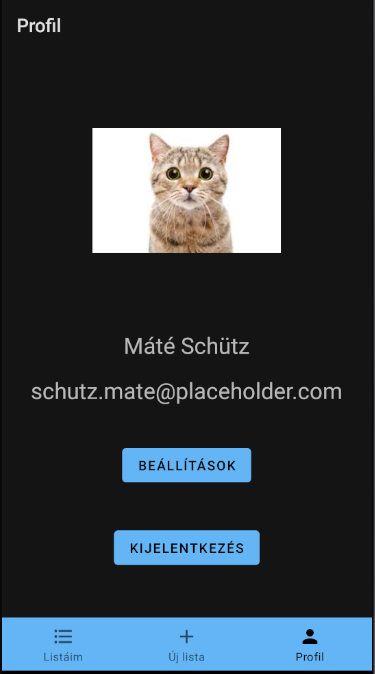 Profil
Máté Schütz
schutz.mate@placeholder.com
BEÁLLÍTÁSOK
KIJELENTKEZÉS
Listáim
Új lista
Profil